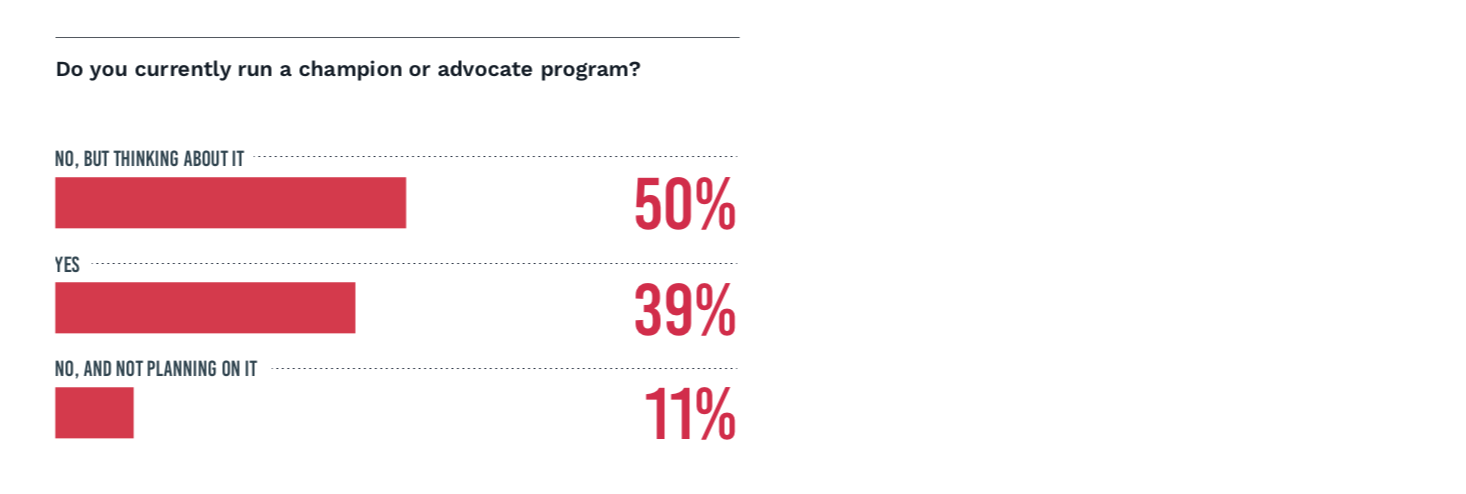 Do you currently run a champion or advocate program?
NO, BUT THINKING ABOUT IT
50%
YES
39%
NO, AND NOT PLANNING ON IT
11%